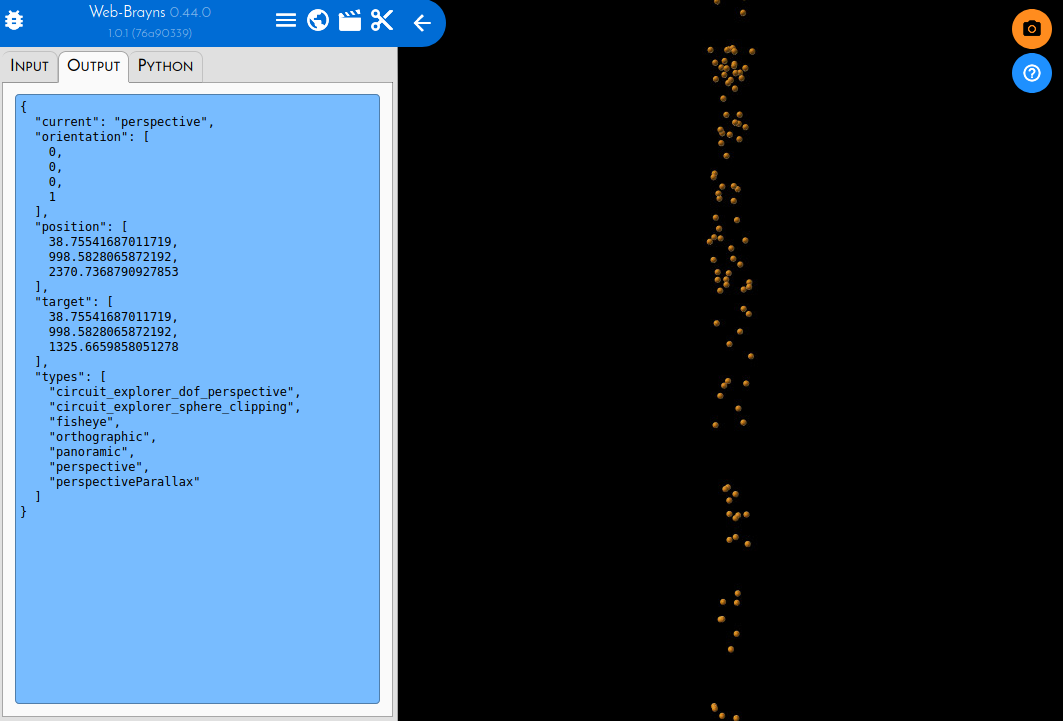 Web-Brayns 0.44.0
1.0.1 (76a90339)
INPUT OUTPUT PYTHON
{
  "current": "perspective",
  "orientation": [
    0,
    0,
    0,
    1
  ],
  "position": [
    38.75541687011719,
    998.5828065872192,
    2370.7368790927853
  ],
  "target": [
    38.75541687011719,
    998.5828065872192,
    1325.6659858051278
  ],
  "types": [
    "circuit_explorer_dof_perspective",
    "circuit_explorer_sphere_clipping",
    "fisheye",
    "orthographic",
    "panoramic",
    "perspective",
    "perspectiveParallax"
  ]
}